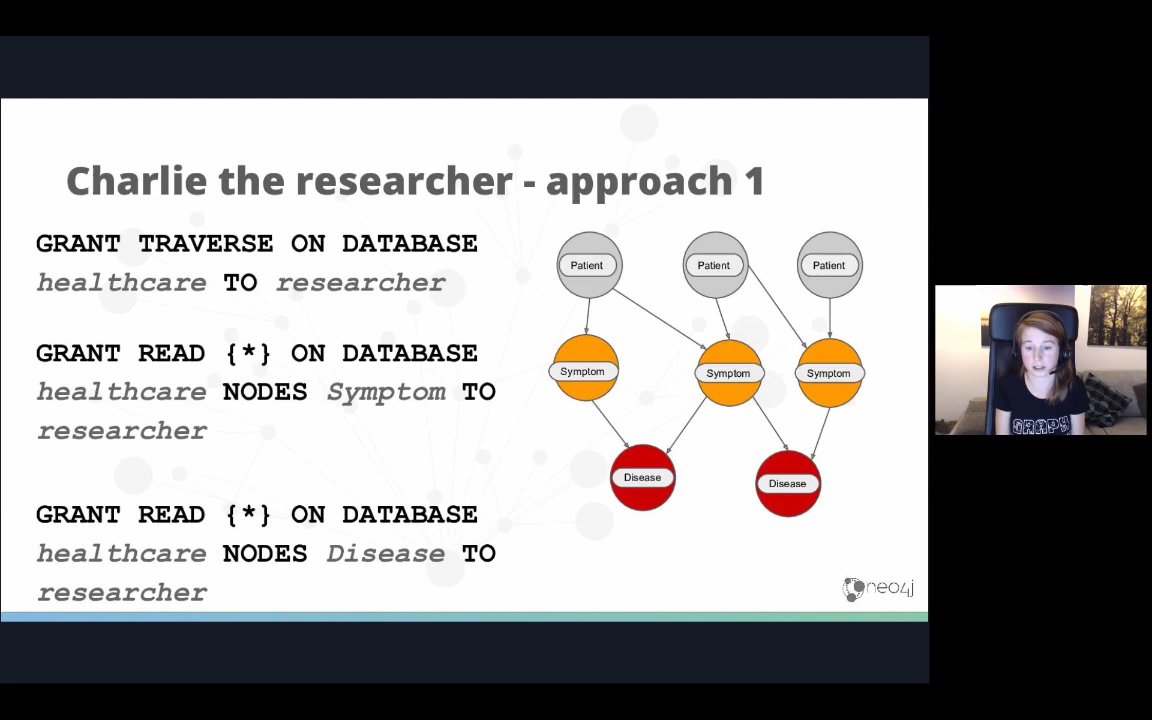 Charlie the researcher - approach 1
GRANT TRAVERSE ON DATABASE
healthcare TO researcher
GRANT READ {*} ON DATABASE
healthcare NODES Symptom TO
researcher
GRANT READ {*} ON DATABASE
healthcare NODES Disease TO
researcher
Patient
Patient
Patient
Symptom
Symptom
Symptom
Disease
Disease
neo4j